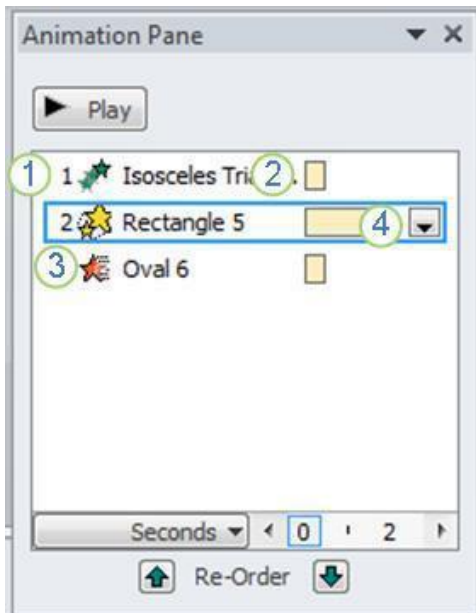 Animation Pane
Play
1 1 Isosceles Tri 2 .
2 Rectangle 5 4
3 Oval 6
Seconds 0 2
Re-Order